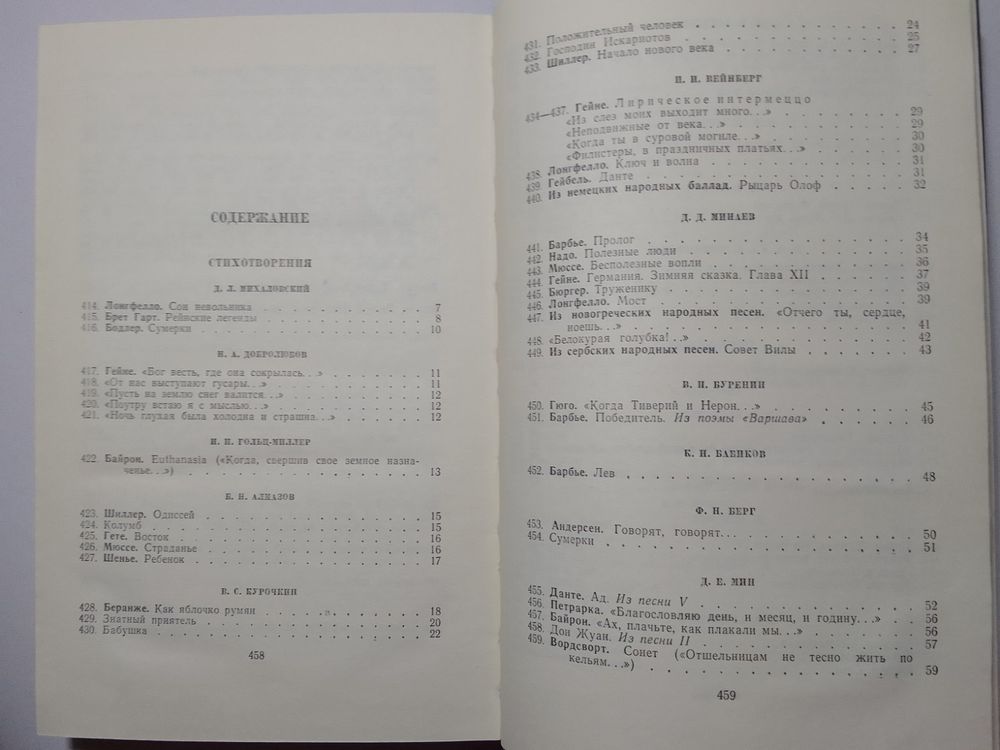 СОДЕРЖАНИЕ
СТИХОТВОРЕНИЯ
Д. Л. МИХАЛОВСКИЙ
414. Лонгфелло. Сон невольника . . . . . . . . . . . . 7
415. Брет Гарт. Рейнские легенды . . . . . . . . . . . . 8
416. Бодлер. Сумерки . . . . . . . . . . . . 10
Н. А. ДОБРОЛЮБОВ
417. Гейне. «Бог весть, где она сокрылась...» . . . . . . . . 11
418. «От нас выступают гусары...» . . . . . . . . . . 11
419. «Пусть на землю снег валится...» . . . . . . . . . . 12
420. «Поутру встаю я с мыслью...» . . . . . . . . . . 12
421. «Ночь глухая была холодна и страшна...» . . . . . . . 12
И. И. ГОЛЬЦ-МИЛЛЕР
422. Байрон. Euthanasia («Когда, свершив свое земное назна-
ченье...») . . . . . . . . . . . . 13
Б. Н. АЛМАЗОВ
423. Шиллер. Одиссей . . . . . . . . . . . . 15
424. Колумб . . . . . . . . . . . . 15
425. Гете. Восток . . . . . . . . . . . . 16
426. Мюссе. Страданье . . . . . . . . . . . . 16
427. Шенье. Ребенок . . . . . . . . . . . . 17
В. С. КУРОЧКИН
428. Беранже. Как яблочко румян . . . . . . . . . . . 18
429. Знатный приятель . . . . . . . . . . . . 20
430. Бабушка . . . . . . . . . . . . 22
458
431. Положительный человек . . . . . . . . . . . . 24
432. Господин Искариотов . . . . . . . . . . . . 25
433. Шиллер. Начало нового века . . . . . . . . . . . 27
П. И. ВЕЙНБЕРГ
434—437. Гейне. Лирическое интермеццо
«Из слез моих выходит много...» . . . . . . . . . 29
«Неподвижные от века...» . . . . . . . . . . 29
«Когда ты в суровой могиле...» . . . . . . . . . 30
«Филистеры, в праздничных платьях...» . . . . . . . 30
438. Лонгфелло. Ключ и волна . . . . . . . . . . . 31
439. Гейбель. Данте . . . . . . . . . . . . 31
440. Из немецких народных баллад. Рыцарь Олоф . . . . . . 32
Д. Д. МИНАЕВ
441. Барбье. Пролог . . . . . . . . . . . . 34
442. Надо. Полезные люди . . . . . . . . . . . . 35
443. Мюссе. Бесполезные вопли . . . . . . . . . . . 36
444. Гейне. Германия. Зимняя сказка. Глава XII . . . . . . 37
445. Бюргер. Труженику . . . . . . . . . . . . 39
446. Лонгфелло. Мост . . . . . . . . . . . . 39
447. Из новогреческих народных песен. «Отчего ты, сердце,
ноешь...» . . . . . . . . . . . . 41
448. «Белокурая голубка!..» . . . . . . . . . . . . 42
449. Из сербских народных песен. Совет Вилы . . . . . . . 43
В. П. БУРЕНИН
450. Гюго. «Когда Тиверий и Нерон...» . . . . . . . . . 45
451. Барбье. Победитель. Из поэмы «Варшава» . . . . . . 46
К. Н. БАБИКОВ
452. Барбье. Лев . . . . . . . . . . . . 48
Ф. Н. БЕРГ
453. Андерсен. Говорят, говорят... . . . . . . . . . . 50
454. Сумерки . . . . . . . . . . . . 51
Д. Е. МИН
455. Данте. Ад. Из песни V . . . . . . . . . . . . 52
456. Петрарка. «Благословляю день, и месяц, и годину...» . . 56
457. Байрон. «Ах, плачьте, как плакали мы...» . . . . . . . 56
458. Дон Жуан. Из песни II . . . . . . . . . . . . 57
459. Вордсворт. Сонет («Отшельницам не тесно жить по
кельям...») . . . . . . . . . . . . 59
459